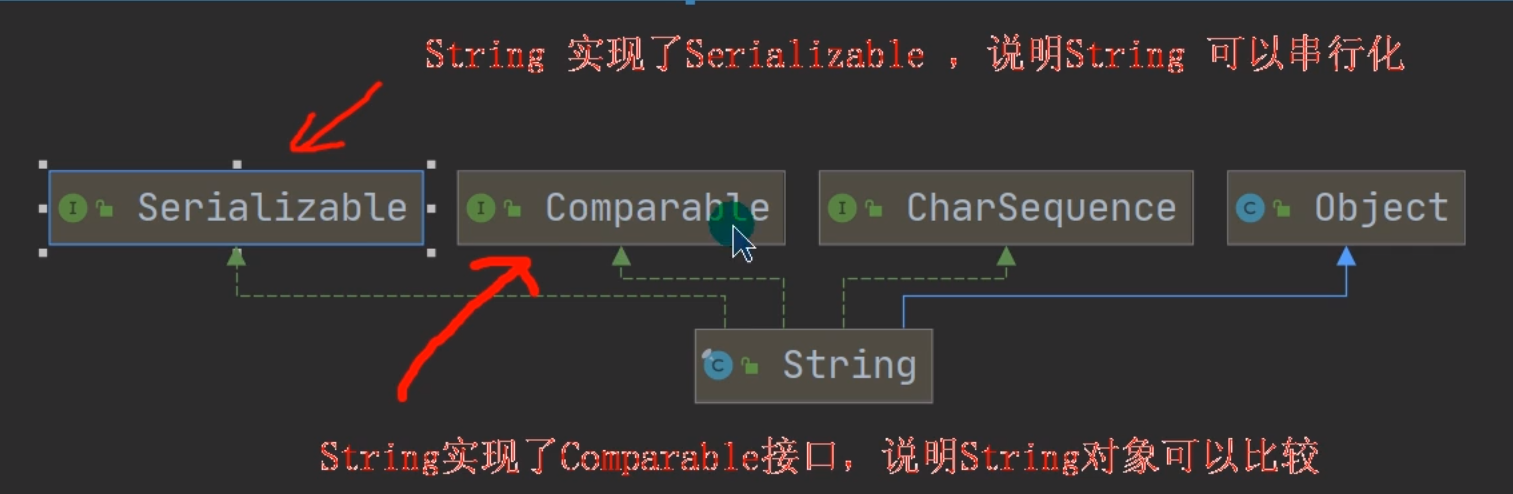 String 实现了Serializable ，说明String 可以串行化
I Serializable
I Comparable
I CharSequence
C Object
C String
String实现了Comparable接口，说明String对象可以比较